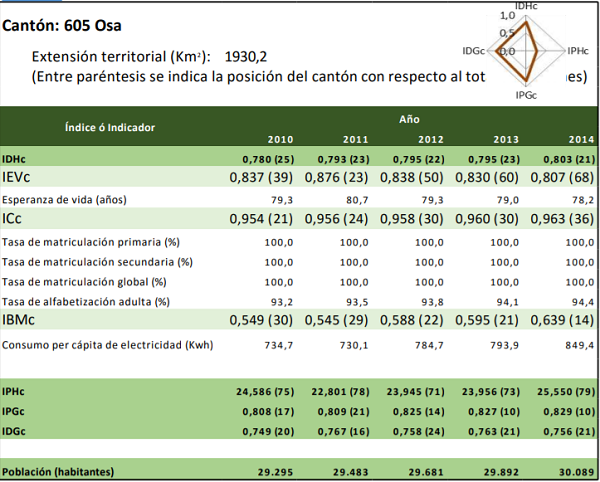 IDHc
1,0
Cantón: 605 Osa
0,5
Extensión territorial (Km²): 1930,2
IDGc 0,0 IPHc
(Entre paréntesis se indica la posición del cantón con respecto al tot nes)
IPGc
Índice ó Indicador Año
2010 2011 2012 2013 2014
IDHc 0,780 (25) 0,793 (23) 0,795 (22) 0,795 (23) 0,803 (21)
IEVc 0,837 (39) 0,876 (23) 0,838 (50) 0,830 (60) 0,807 (68)
Esperanza de vida (años) 79,3 80,7 79,3 79,0 78,2
ICc 0,954 (21) 0,956 (24) 0,958 (30) 0,960 (30) 0,963 (36)
Tasa de matriculación primaria (%) 100,0 100,0 100,0 100,0 100,0
Tasa de matriculación secundaria (%) 100,0 100,0 100,0 100,0 100,0
Tasa de matriculación global (%) 100,0 100,0 100,0 100,0 100,0
Tasa de alfabetización adulta (%) 93,2 93,5 93,8 94,1 94,4
IBMc 0,549 (30) 0,545 (29) 0,588 (22) 0,595 (21) 0,639 (14)
Consumo per cápita de electricidad (Kwh) 734,7 730,1 784,7 793,9 849,4
IPHc 24,586 (75) 22,801 (78) 23,945 (71) 23,956 (73) 25,550 (79)
IPGc 0,808 (17) 0,809 (21) 0,825 (14) 0,827 (10) 0,829 (10)
IDGc 0,749 (20) 0,767 (16) 0,758 (24) 0,763 (21) 0,756 (21)
Población (habitantes) 29.295 29.483 29.681 29.892 30.089